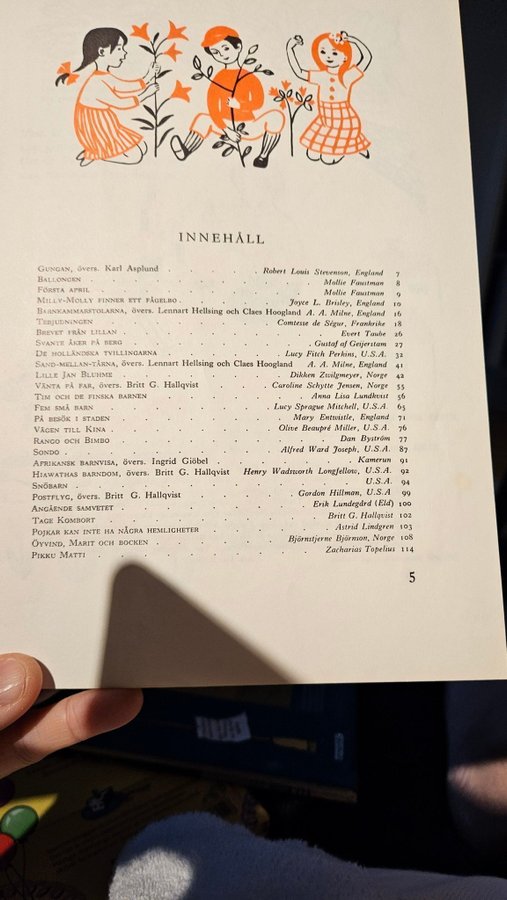 INNEHÅLL
GUNGAN, övers. Karl Asplund . . . . . . Robert Louis Stevenson, England 7
BALLONGEN . . . . . . Mollie Faustman 8
FÖRSTA APRIL . . . . . . Mollie Faustman 9
MILLY-MOLLY FINNER ETT FÅGELBO . . . . . . Joyce L. Brisley, England 10
BARNKAMMARSTOLARNA, övers. Lennart Hellsing och Claes Hoogland A. A. Milne, England 16
TEBJUDNINGEN . . . . . . Comtesse de Ségur, Frankrike 18
BREVET FRÅN LILLAN . . . . . . Evert Taube 26
SVANTE ÅKER PÅ BERG . . . . . . Gustaf af Geijerstam 27
DE HOLLÄNDSKA TVILLINGARNA . . . . . . Lucy Fitch Perkins, U.S.A. 32
SAND-MELLAN-TÅRNA, övers. Lennart Hellsing och Claes Hoogland A. A. Milne, England 41
LILLE JAN BLUHME . . . . . . Dikken Zwilgmeyer, Norge 42
VÄNTA PÅ FAR, övers. Britt G. Hallqvist . . . . . . Caroline Schytte Jensen, Norge 55
TIM OCH DE FINSKA BARNEN . . . . . . Anna Lisa Lundkvist 56
FEM SMÅ BARN . . . . . . Lucy Sprague Mitchell, U.S.A. 65
PÅ BESÖK I STADEN . . . . . . Mary Entwistle, England 71
VÄGEN TILL KINA . . . . . . Olive Beaupré Miller, U.S.A. 76
RANGO OCH BIMBO . . . . . . Dan Byström 77
SONDO . . . . . . Alfred Ward Joseph, U.S.A. 87
AFRIKANSK BARNVISA, övers. Ingrid Giöbel . . . . . . Kamerun 91
HIAWATHAS BARNDOM, övers. Britt G. Hallqvist Henry Wadsworth Longfellow, U.S.A. 92
SNÖBARN . . . . . . U.S.A. 94
POSTFLYG, övers. Britt G. Hallqvist . . . . . . Gordon Hillman, U.S.A 99
ANGÅENDE SAMVETET . . . . . . Erik Lundegård (Eld) 100
TAGE KOMBORT . . . . . . Britt G. Hallqvist 102
POJKAR KAN INTE HA NÅGRA HEMLIGHETER . . . . . . Astrid Lindgren 103
ÖYVIND, MARIT OCH BOCKEN . . . . . . Björnstjerne Björnson, Norge 108
PIKKU MATTI . . . . . . Zacharias Topelius 114
5